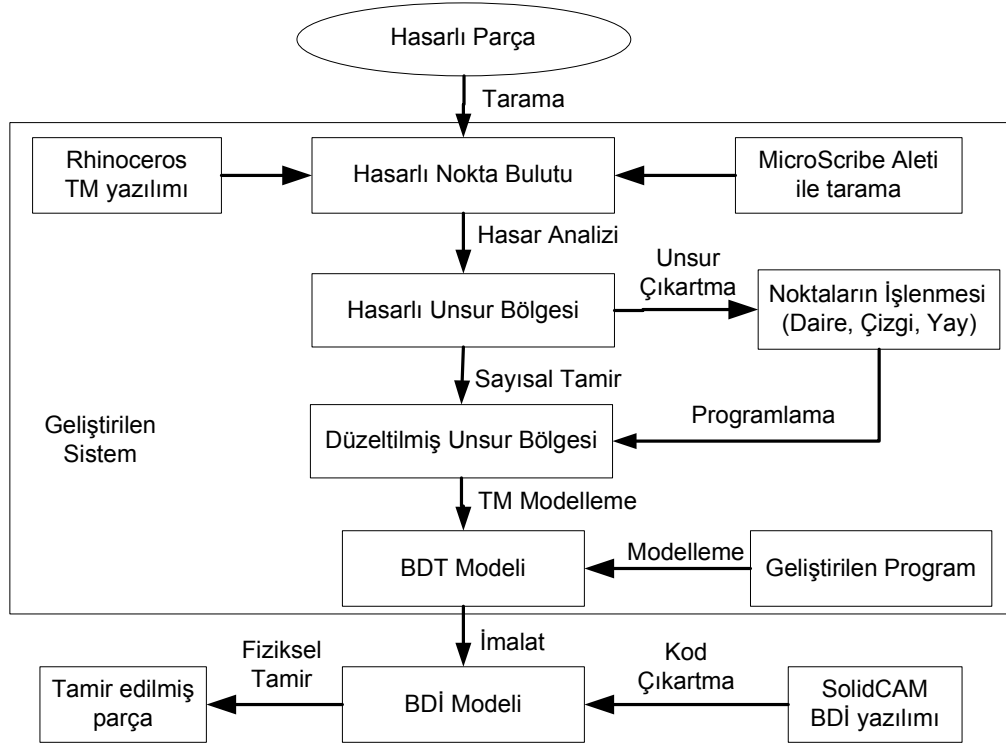 Hasarlı Parça
Tarama
Rhinoceros
TM yazılımı
Hasarlı Nokta Bulutu
MicroScribe Aleti
ile tarama
Hasar Analizi
Unsur
Çıkartma
Hasarlı Unsur Bölgesi
Noktaların İşlenmesi
(Daire, Çizgi, Yay)
Sayısal Tamir
Programlama
Geliştirilen
Sistem
Düzeltilmiş Unsur Bölgesi
TM Modelleme
BDT Modeli
Modelleme
Geliştirilen Program
İmalat
Fiziksel
Tamir
Kod
Çıkartma
Tamir edilmiş
parça
BDİ Modeli
SolidCAM
BDİ yazılımı